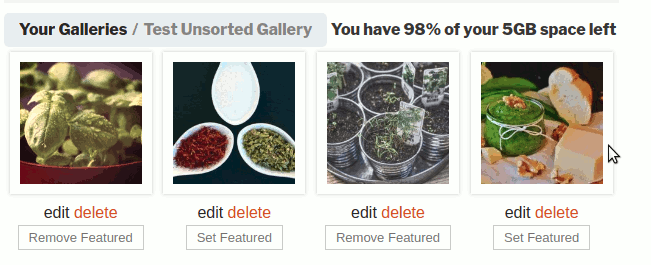 Your Galleries / Test Unsorted Gallery You have 98% of your 5GB space left
edit delete edit delete edit delete edit delete
Remove Featured Set Featured Remove Featured Set Featured